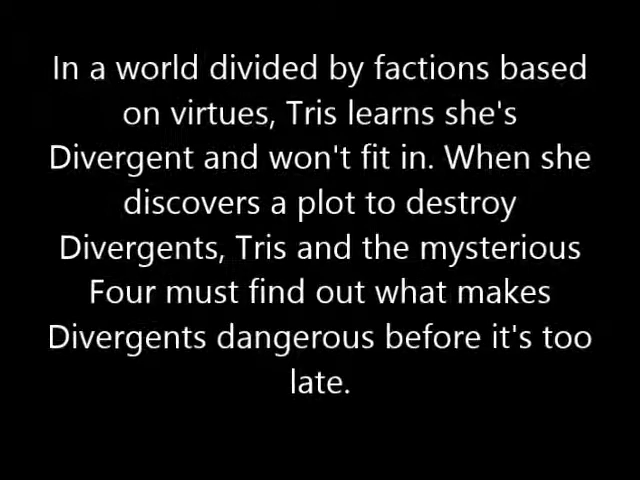 In a world divided by factions based
on virtues, Tris learns she's
Divergent and won't fit in. When she
discovers a plot to destroy
Divergents, Tris and the mysterious
Four must find out what makes
Divergents dangerous before it's too
late.